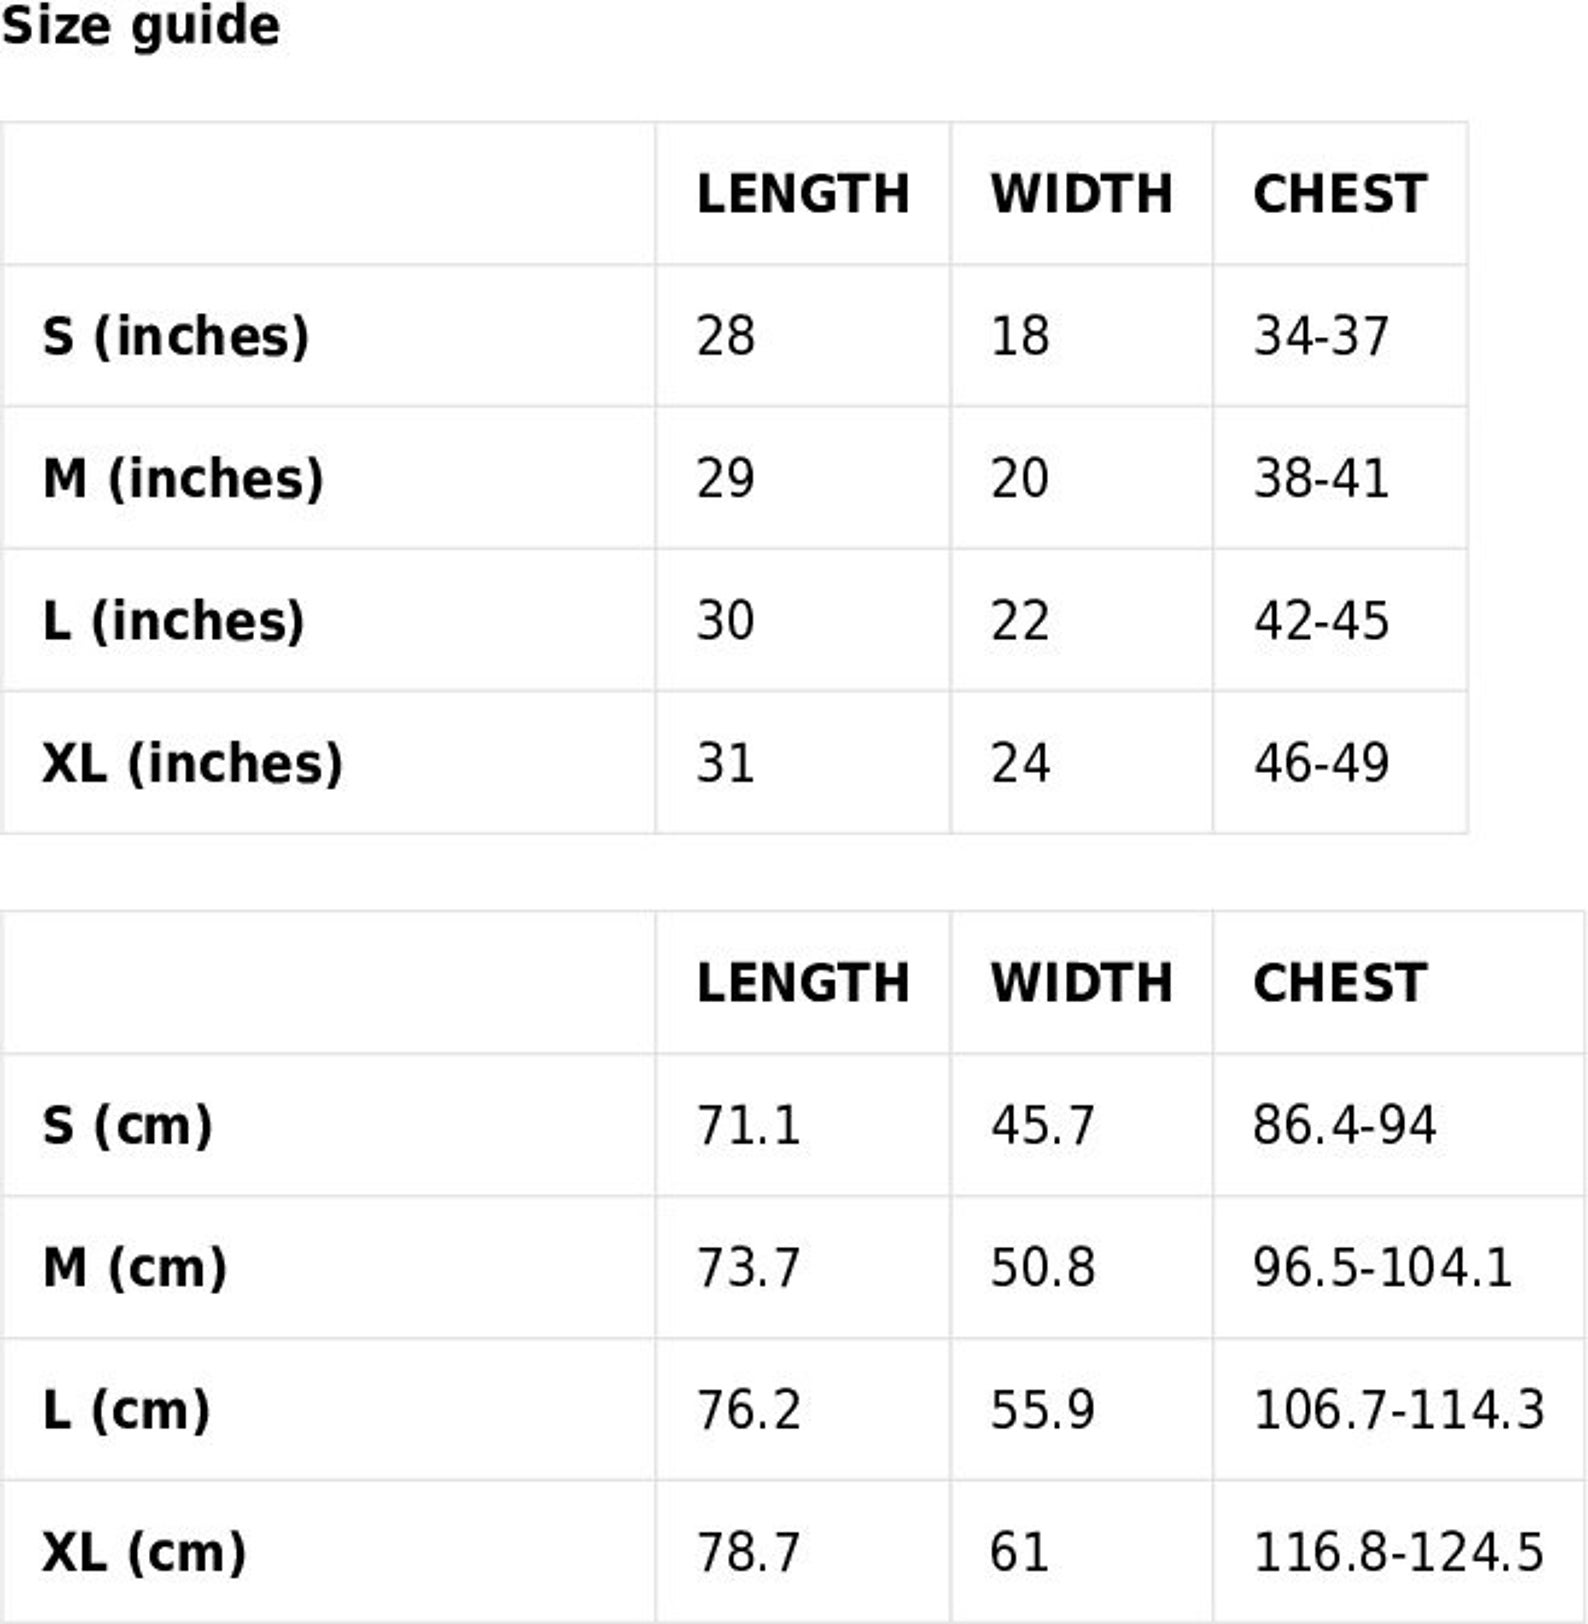 Size guide
LENGTH WIDTH CHEST
S (inches) 28 18 34-37
M (inches) 29 20 38-41
L (inches) 30 22 42-45
XL (inches) 31 24 46-49
LENGTH WIDTH CHEST
S (cm) 71.1 45.7 86.4-94
M (cm) 73.7 50.8 96.5-104.1
L (cm) 76.2 55.9 106.7-114.3
XL (cm) 78.7 61 116.8-124.5